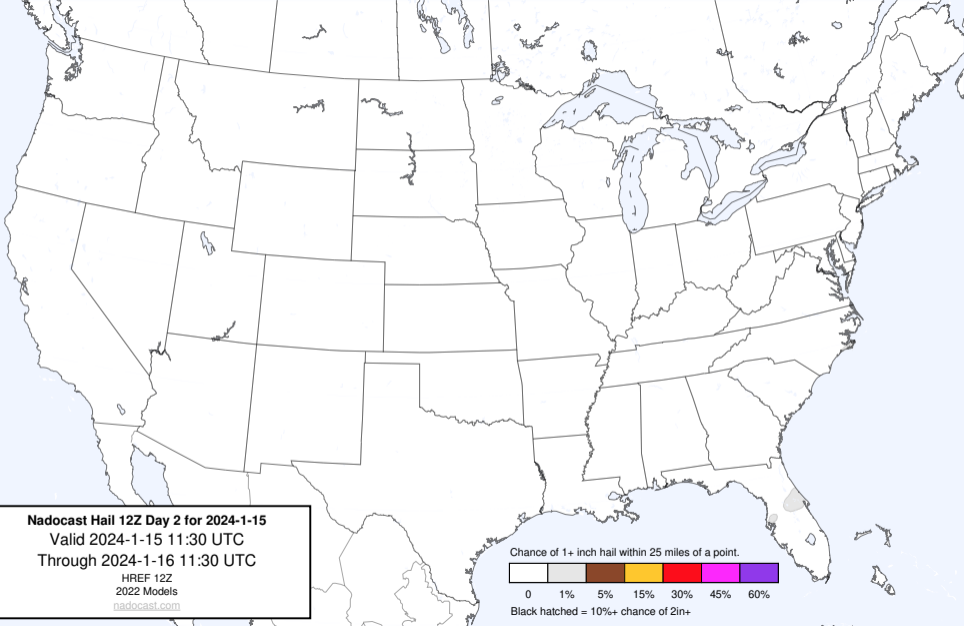 Nadocast Hail 12Z Day 2 for 2024-1-15
Valid 2024-1-15 11:30 UTC
Through 2024-1-16 11:30 UTC
HREF 12Z
2022 Models
nadocast.com
Chance of 1+ inch hail within 25 miles of a point.
0 1% 5% 15% 30% 45% 60%
Black hatched = 10%+ chance of 2in+